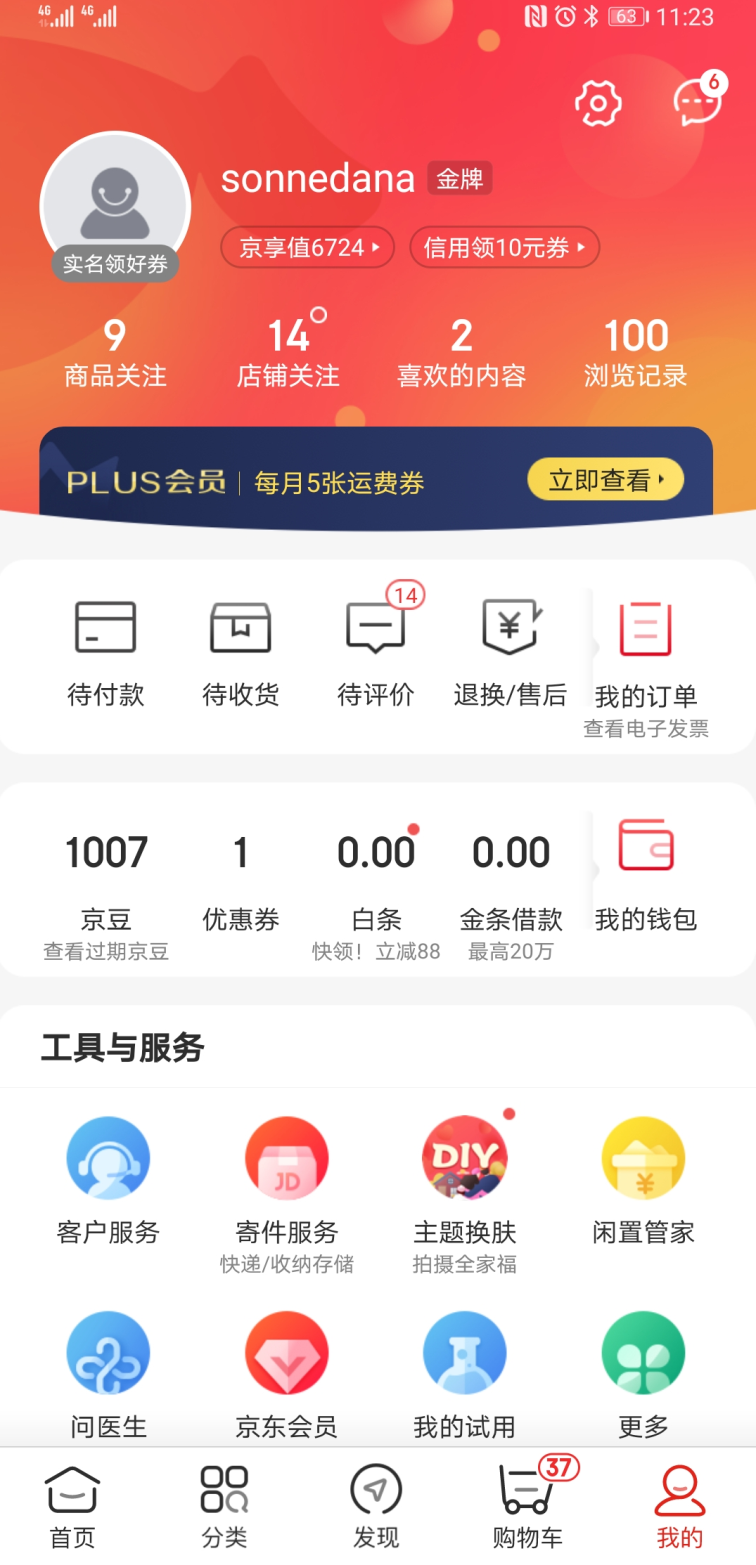 4G 4G 63 11:23
6
sonnedana 金牌
京享值6724 信用领10元券
实名领好券
9 14 2 100
商品关注 店铺关注 喜欢的内容 浏览记录
PLUS会员 每月5张运费券 立即查看
14
待付款 待收货 待评价 退换/售后 我的订单
查看电子发票
1007 1 0.00 0.00
京豆 优惠券 白条 金条借款 我的钱包
查看过期京豆 快领！立减88 最高20万
工具与服务
JD DIY
客户服务 寄件服务 主题换肤 闲置管家
快递/收纳存储 拍摄全家福
问医生 京东会员 我的试用 更多
37
首页 分类 发现 购物车 我的